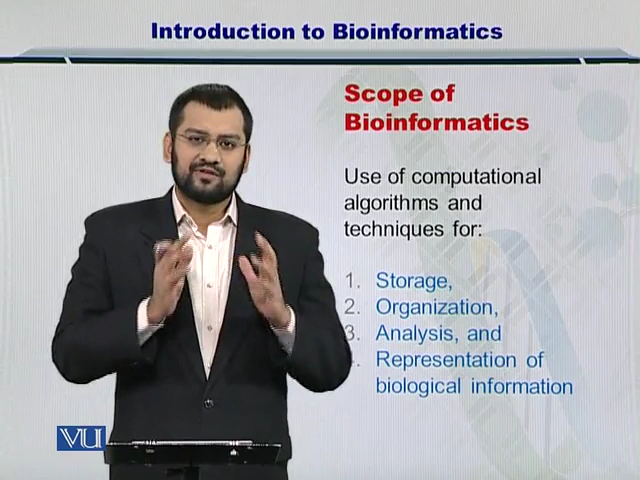 Introduction to Bioinformatics
Scope of
Bioinformatics
Use of computational
algorithms and
techniques for:
1. Storage,
2. Organization,
3. Analysis, and
Representation of
biological information
VU